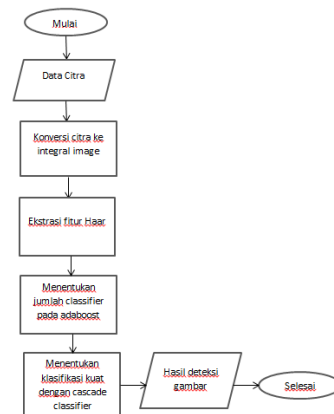 Mulai
Data Citra
Konversi citra ke
integral image
Ekstrasi fitur Haar
Menentukan
jumlah classifier
pada adaboost
Menentukan
klasifikasi kuat
dengan cascade
classifier
Hasil deteksi
gambar
Selesai